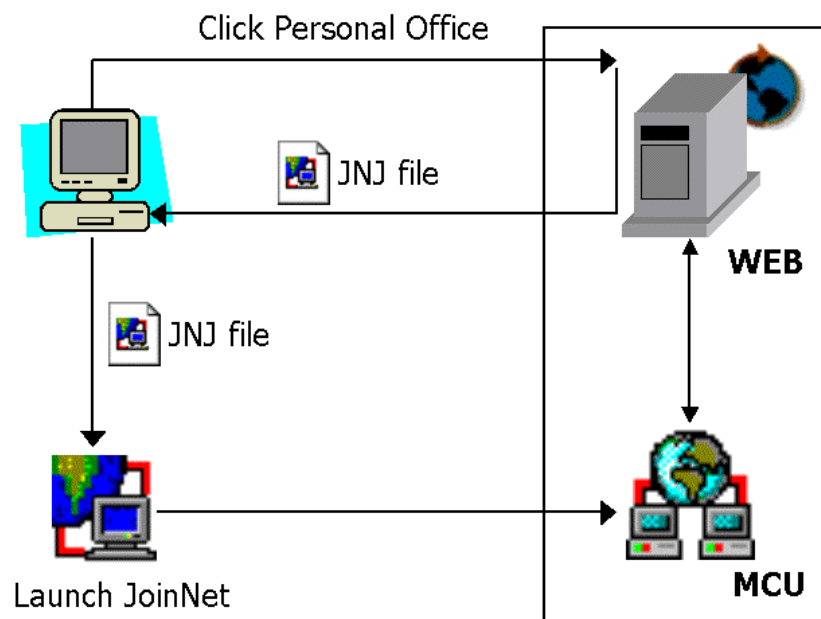 Click Personal Office
JNJ file
WEB
JNJ file
Launch JoinNet
MCU